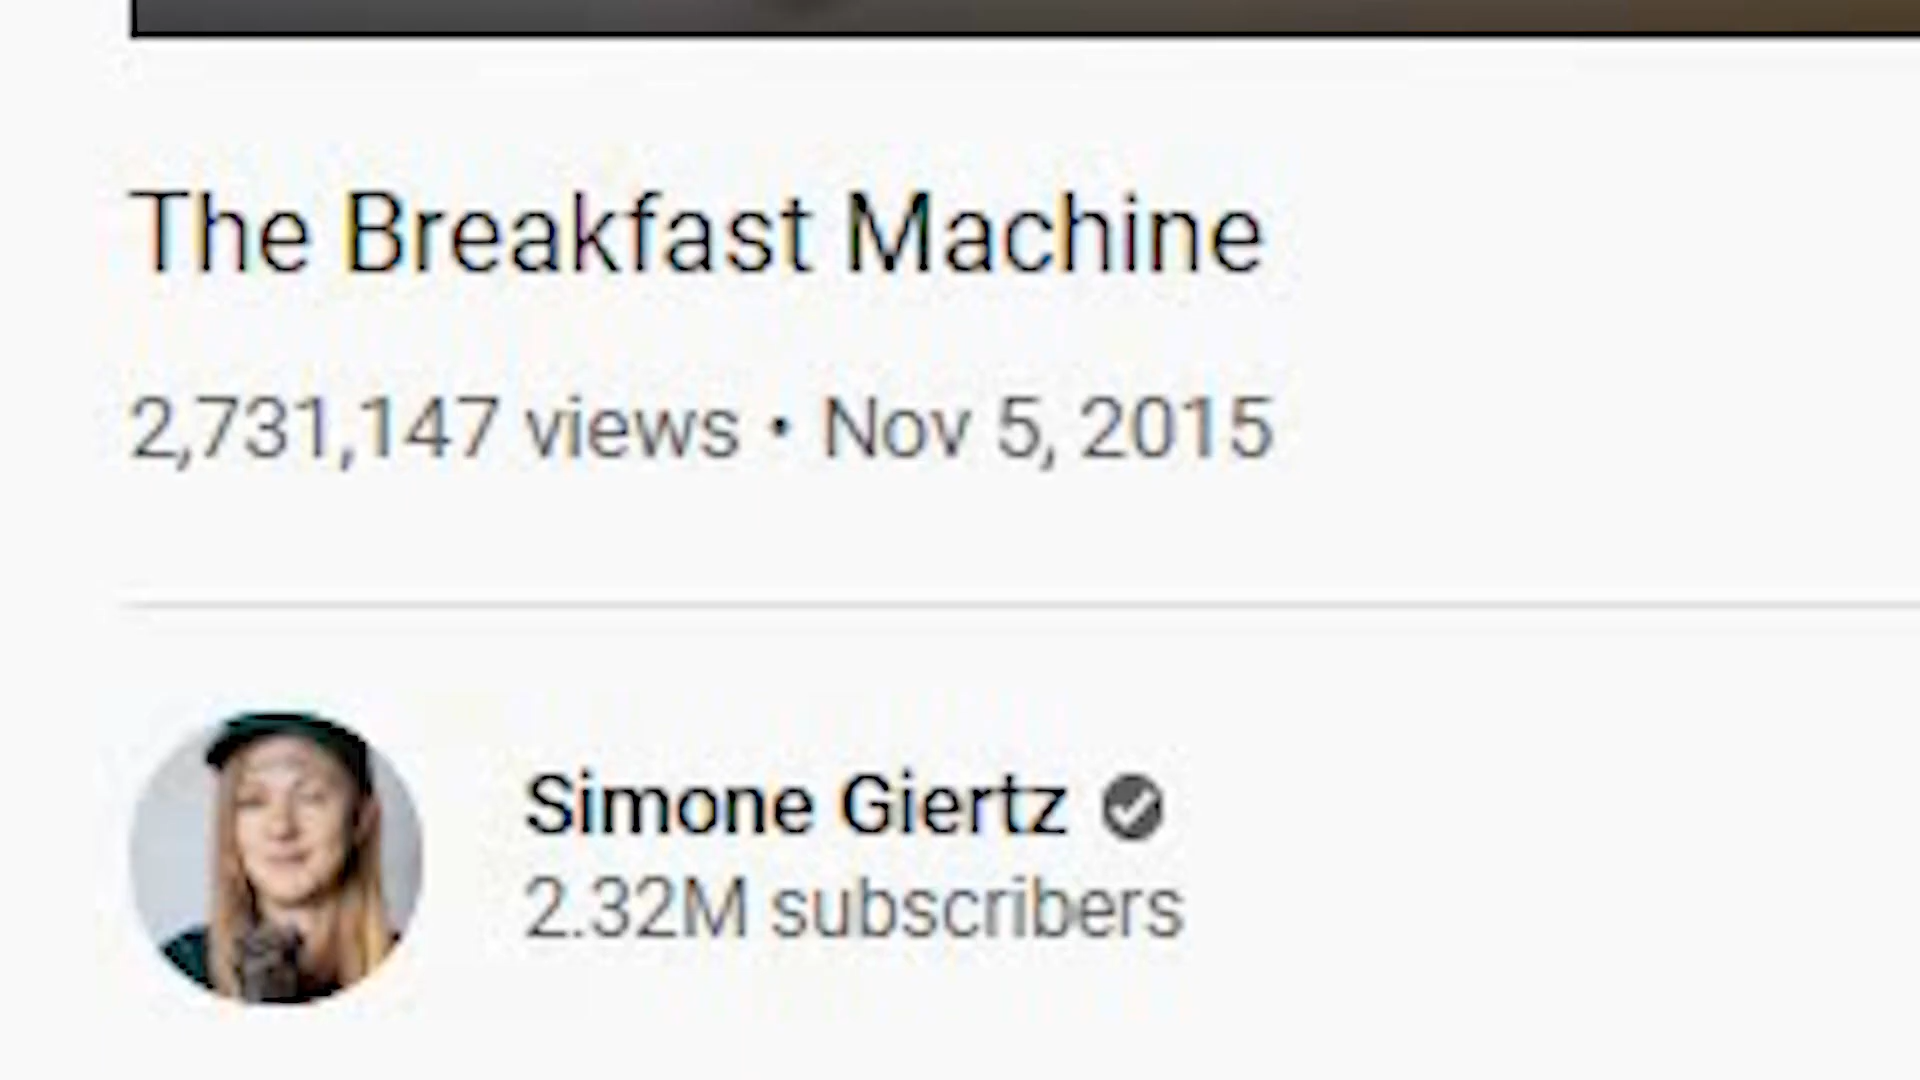 The Breakfast Machine
2,731,147 views • Nov 5, 2015
Simone Giertz
2.32M subscribers